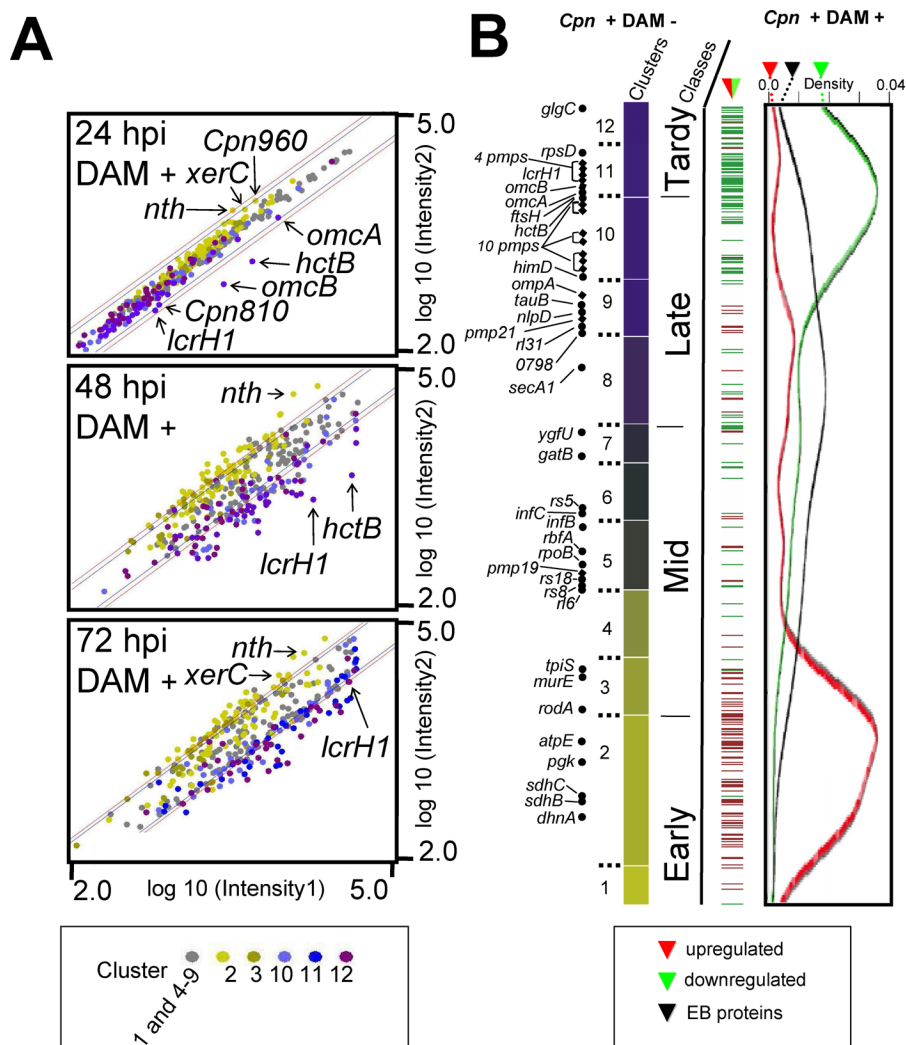 A
24 hpi
DAM +
Cpn960
xerC
nth
omcA
hctB
omcB
Cpn810
lcrH1
5.0
log 10 (Intensity2)
2.0
48 hpi
DAM +
nth
hctB
lcrH1
5.0
log 10 (Intensity2)
2.0
72 hpi
DAM +
nth
xerC
lcrH1
5.0
log 10 (Intensity2)
2.0
2.0
log 10 (Intensity1)
5.0
Cluster
1 and 4-9
2
3
10
11
12
B
Cpn + DAM -
Cpn + DAM +
Clusters
Classes
0.0
Density
0.04
glgC
rpsD
4 pmps
lcrH1
omcB
omcA
ftsH
hctB
10 pmps
himD
ompA
tauB
nlpD
pmp21
rl31
0798
secA1
ygfU
gatB
rs5
infC
infB
rbfA
rpoB
pmp19
rs18
rs8
rl6
tpiS
murE
rodA
atpE
pgk
sdhC
sdhB
dhnA
12
11
10
9
8
7
6
5
4
3
2
1
Tardy
Late
Mid
Early
upregulated
downregulated
EB proteins